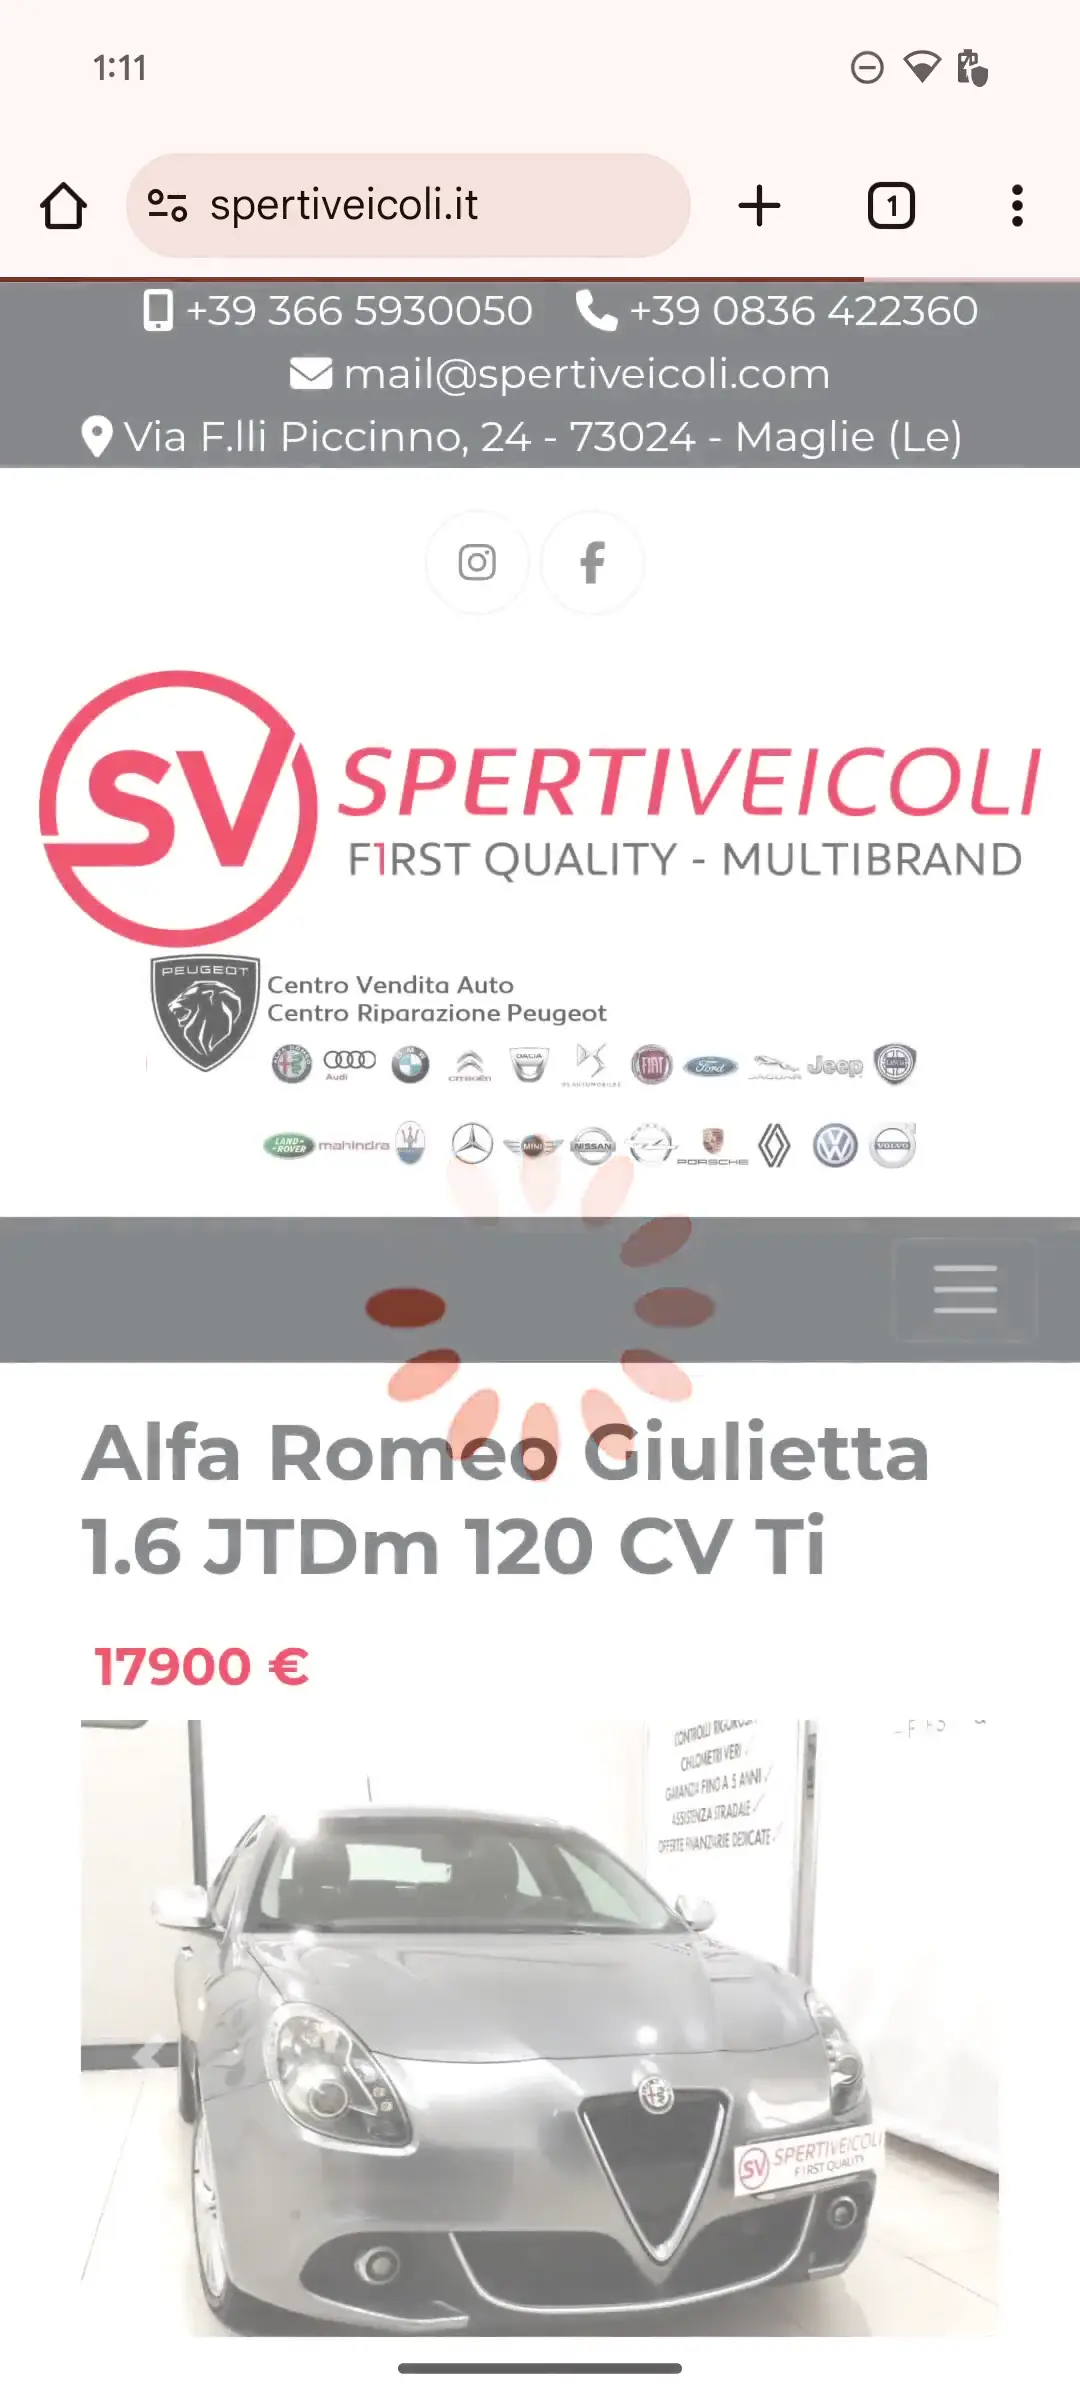 1:11
spertiveicoli.it
1
+39 366 5930050 +39 0836 422360
mail@spertiveicoli.com
Via F.lli Piccinno, 24 - 73024 - Maglie (Le)
SV
SPERTIVEICOLI
F1RST QUALITY - MULTIBRAND
PEUGEOT
Centro Vendita Auto
Centro Riparazione Peugeot
Audi
CITROËN
DACIA
DS AUTOMOBILES
FIAT
Ford
JAGUAR
Jeep
LAND-
ROVER
mahindra
MINI
NISSAN
PORSCHE
VOLVO
Alfa Romeo Giulietta
1.6 JTDm 120 CV Ti
17900 €
CONTROLLI RIGOROSI
CHILOMETRI VERI
GARANZIA FINO A 5 ANNI
ASSISTENZA STRADALE
OFFERTE FINANZIARIE DEDICATE
SV SPERTIVEICOLI
F1RST QUALITY